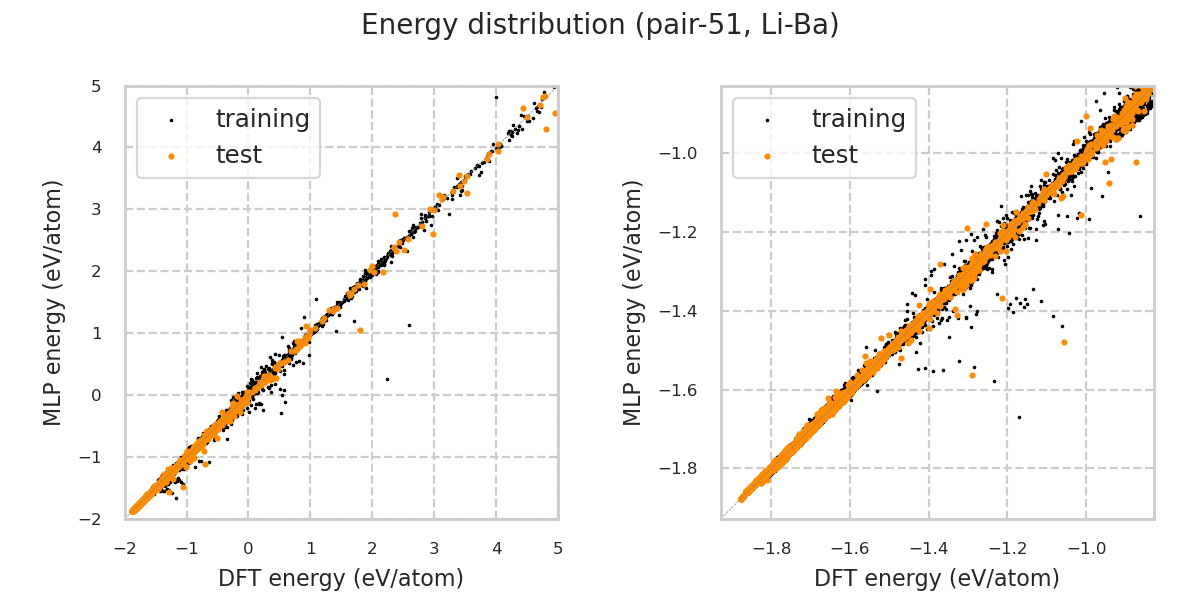 Energy distribution (pair-51, Li-Ba)
MLP energy (eV/atom)
5
4
3
2
1
0
−1
−2
training
test
−2
−1
0
1
2
3
4
5
DFT energy (eV/atom)
MLP energy (eV/atom)
−1.0
−1.2
−1.4
−1.6
−1.8
training
test
−1.8
−1.6
−1.4
−1.2
−1.0
DFT energy (eV/atom)